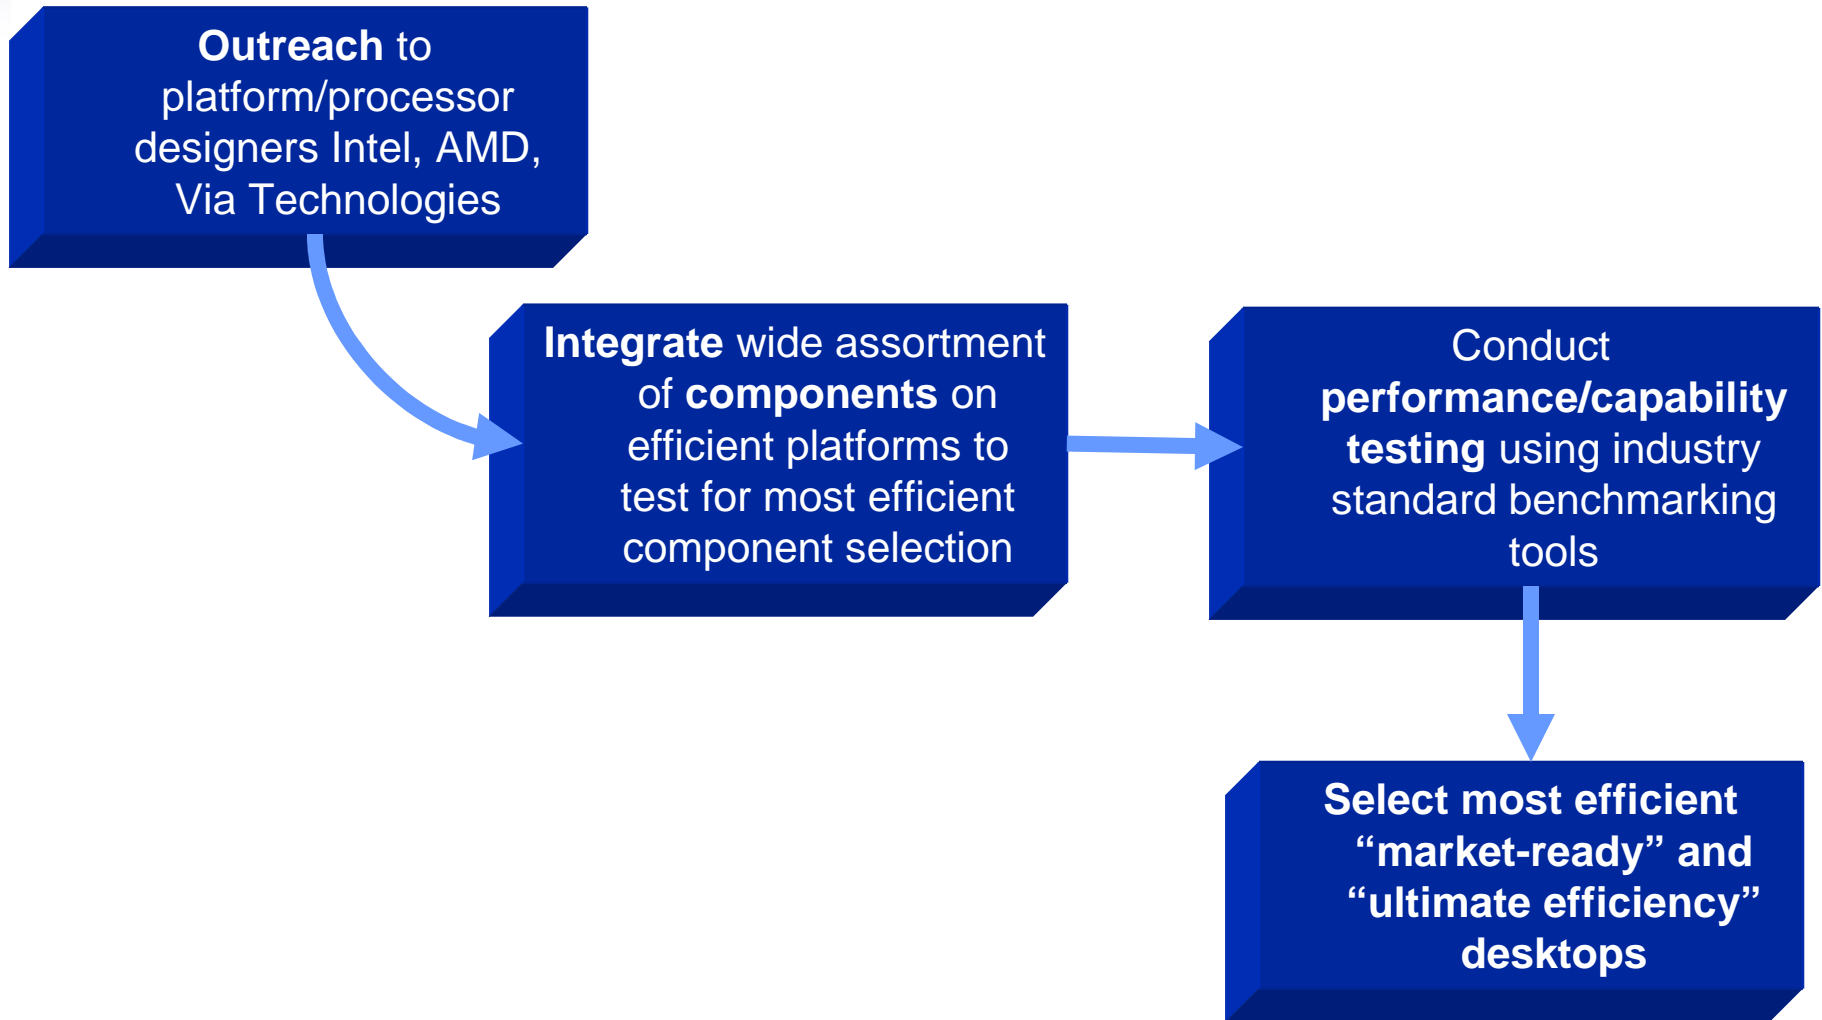 Outreach to
platform/processor
designers Intel, AMD,
Via Technologies
Integrate wide assortment
of components on
efficient platforms to
test for most efficient
component selection
Conduct
performance/capability
testing using industry
standard benchmarking
tools
Select most efficient
“market-ready” and
“ultimate efficiency”
desktops